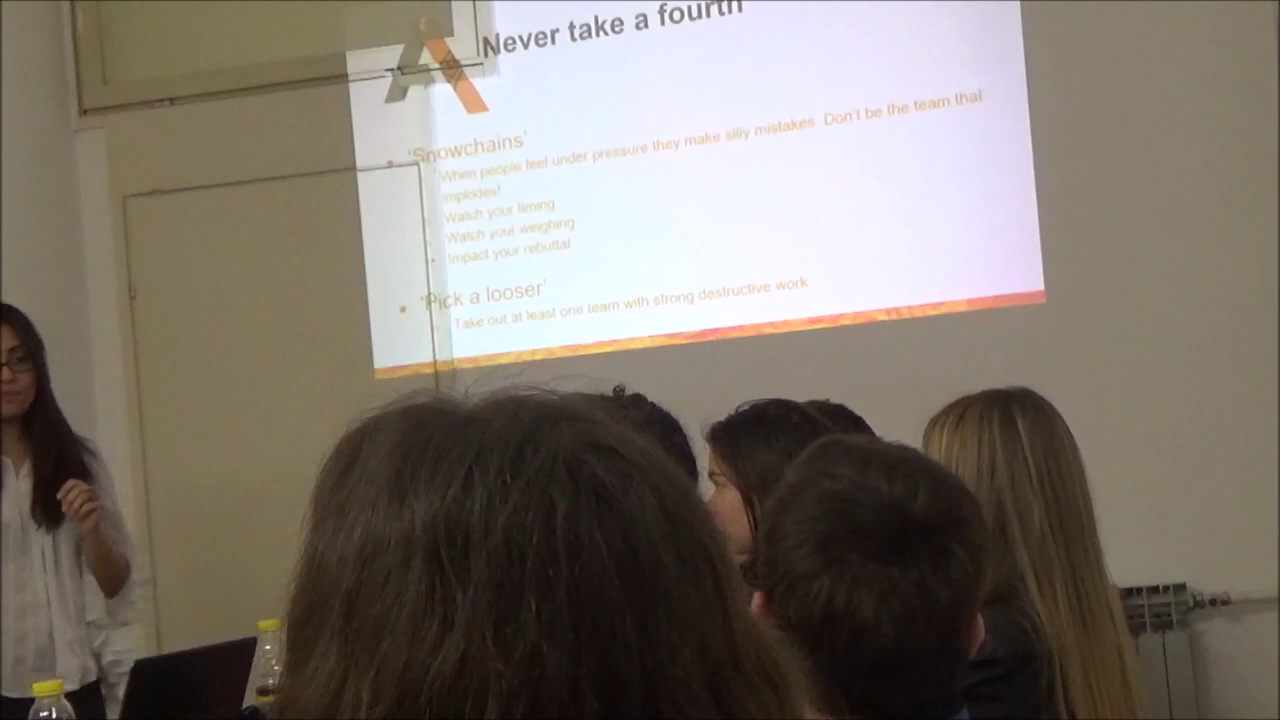 Never take a fourth
'Snowchains'
When people feel under pressure they make silly mistakes Don't be the team that
implodes!
Watch your timing
Watch your weighing
Impact your rebuttal
'Pick a looser'
Take out at least one team with strong destructive work